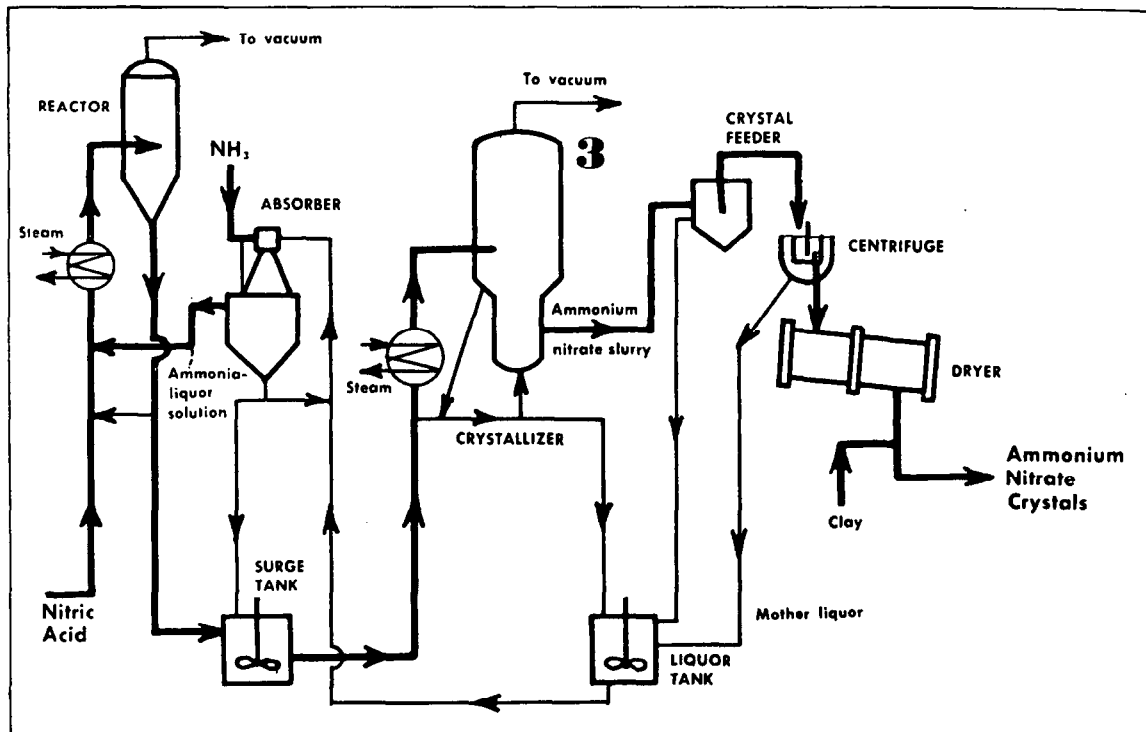 To vacuum
REACTOR
To vacuum
3
CRYSTAL
FEEDER
NH₃
ABSORBER
Steam
CENTRIFUGE
Ammonium
nitrate slurry
Ammonia-
liquor
solution
Steam
DRYER
CRYSTALLIZER
Ammonium
Nitrate
Crystals
Clay
SURGE
TANK
Nitric
Acid
Mother liquor
LIQUOR
TANK